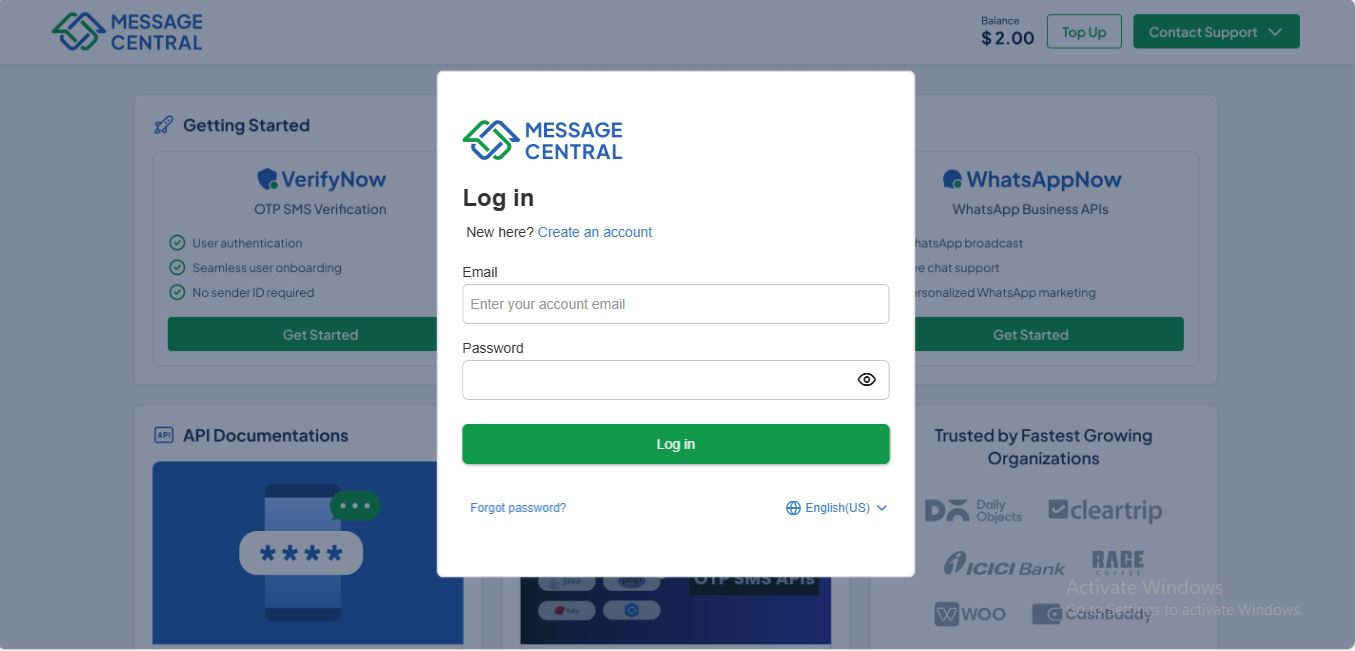 MESSAGE
CENTRAL
Balance
$ 2.00
Top Up
Contact Support
Getting Started
VerifyNow
OTP SMS Verification
User authentication
Seamless user onboarding
No sender ID required
Get Started
MESSAGE
CENTRAL
Log in
New here? Create an account
Email
Enter your account email
Password
Log in
Forgot password?
English(US)
WhatsAppNow
WhatsApp Business APIs
hatsApp broadcast
ve chat support
ersonalized WhatsApp marketing
Get Started
API
API Documentations
* * * *
Java
php
Ruby
OTP SMS APIs
Trusted by Fastest Growing
Organizations
Daily
Objects
cleartrip
ICICI Bank
RAGE
COFFEE
WOO
CashBuddy
Activate Windows
Go to Settings to activate Windows.